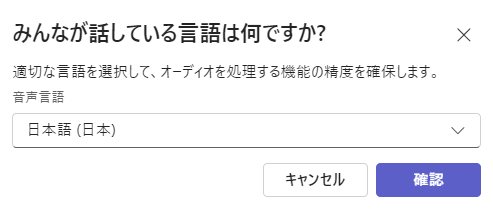 みんなが話している言語は何ですか?
適切な言語を選択して、オーディオを処理する機能の精度を確保します。
音声言語
日本語 (日本)
キャンセル
確認